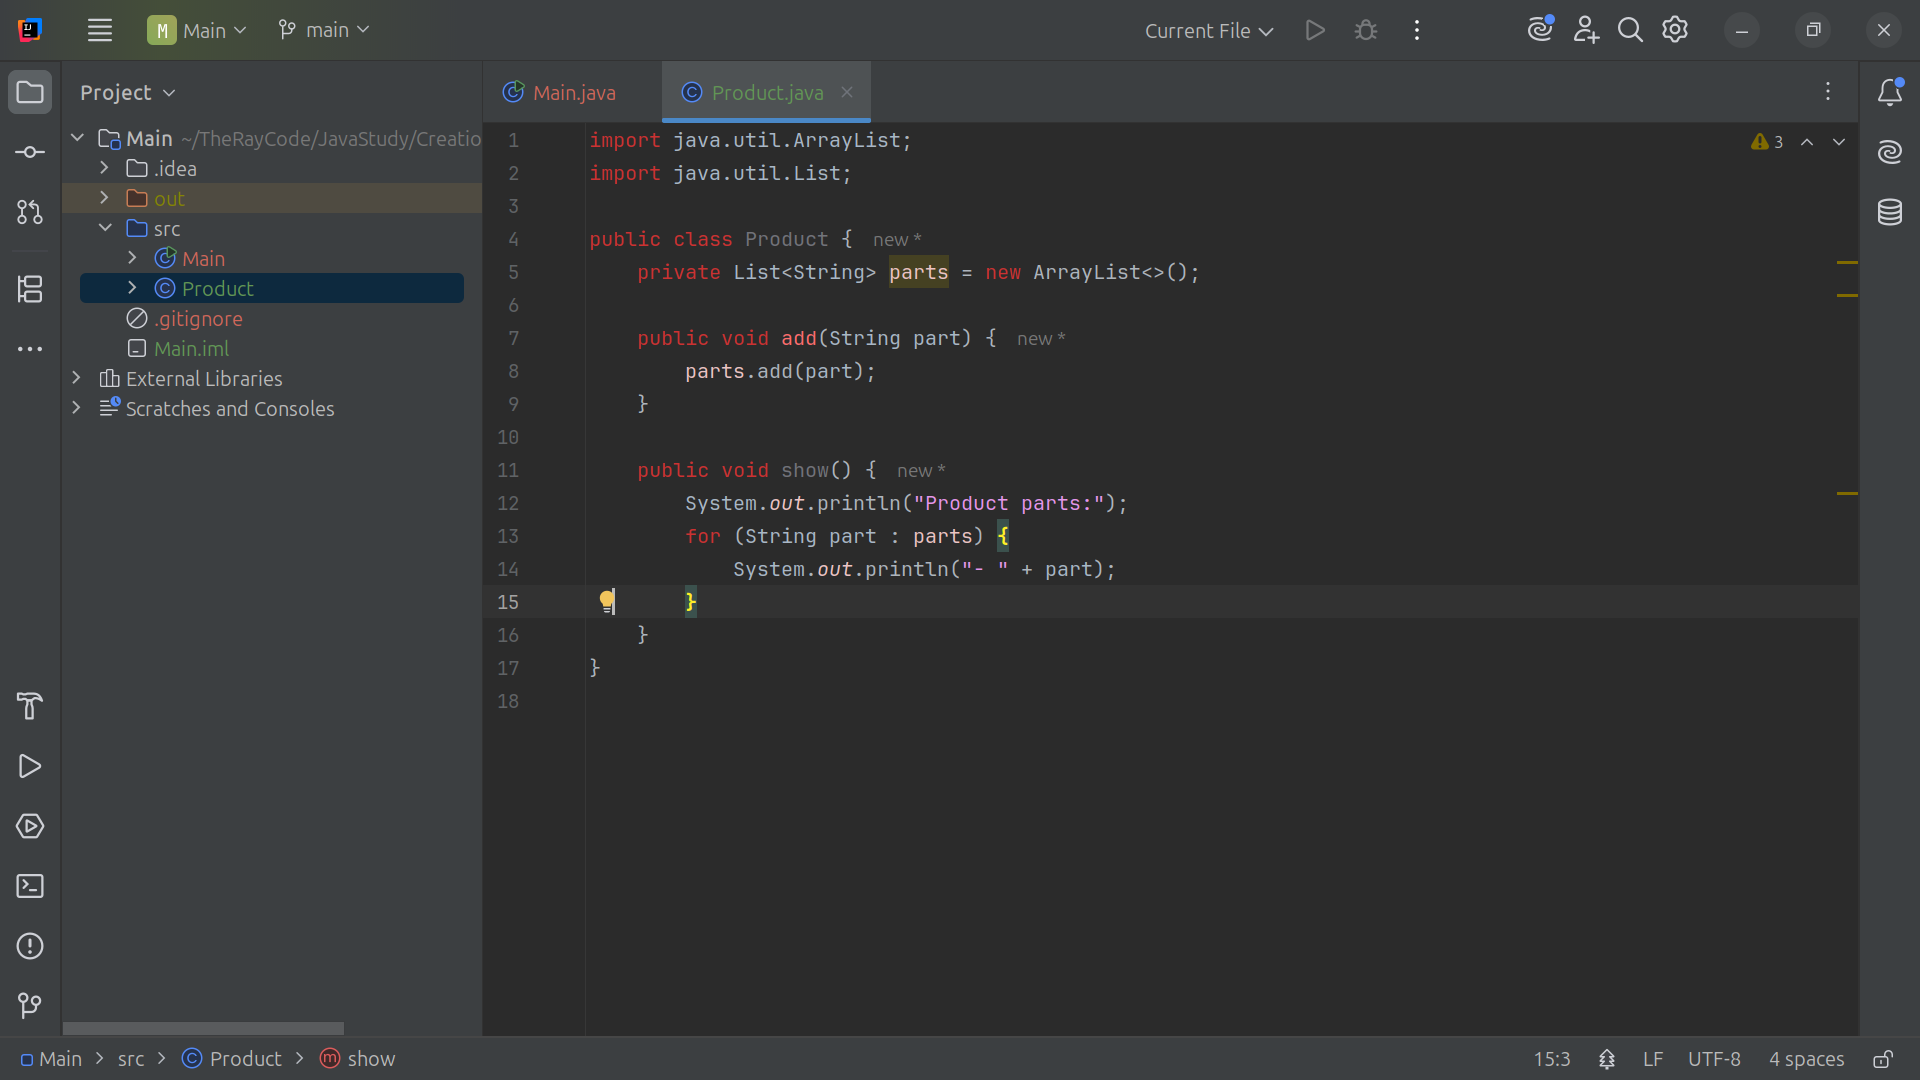 M Main
main
Current File
Project
Main.java
Product.java
Main ~/TheRayCode/JavaStudy/Creatio
.idea
out
src
Main
Product
.gitignore
Main.iml
External Libraries
Scratches and Consoles
3
1 import java.util.ArrayList;
2 import java.util.List;
3
4 public class Product { new *
5 private List<String> parts = new ArrayList<>();
6
7 public void add(String part) { new *
8 parts.add(part);
9 }
10
11 public void show() { new *
12 System.out.println("Product parts:");
13 for (String part : parts) {
14 System.out.println("- " + part);
15 }
16 }
17 }
18
Main > src > Product > show
15:3 LF UTF-8 4 spaces